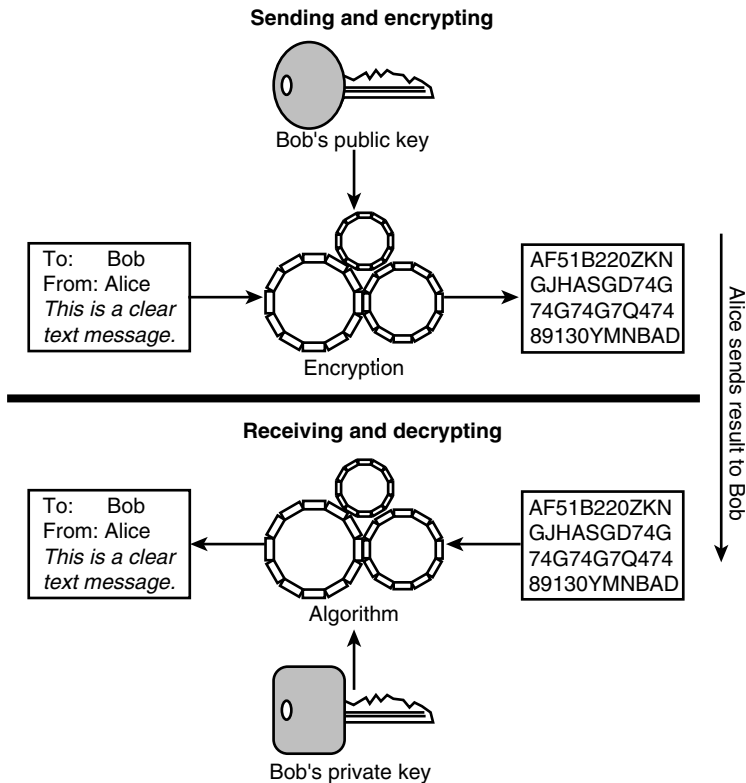 Sending and encrypting
Bob's public key
To: Bob
From: Alice
This is a clear
text message.
Encryption
AF51B220ZKN
GJHASGD74G
74G74G7Q474
89130YMNBAD
Alice sends result to Bob
Receiving and decrypting
To: Bob
From: Alice
This is a clear
text message.
Algorithm
AF51B220ZKN
GJHASGD74G
74G74G7Q474
89130YMNBAD
Bob's private key